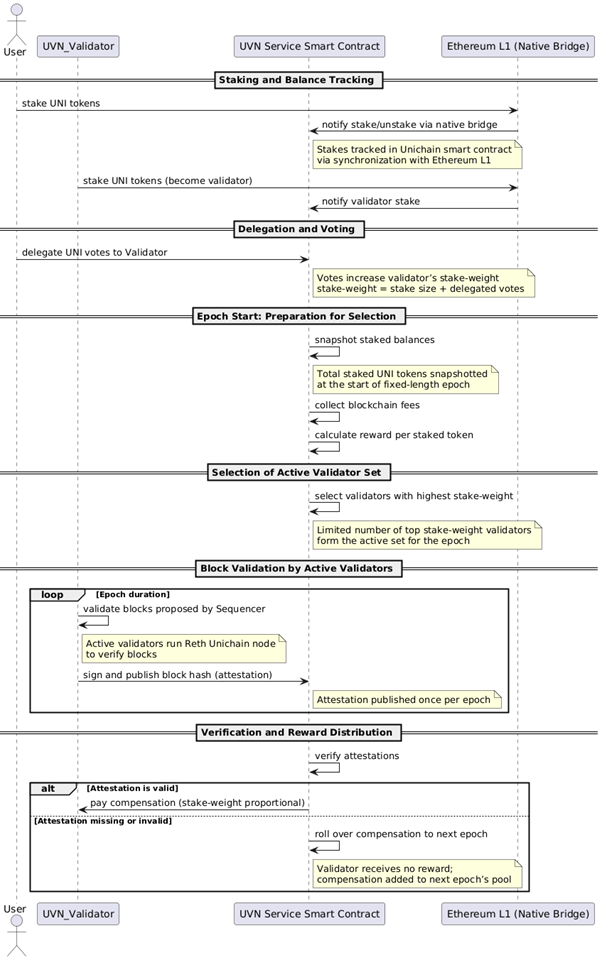 User
UVN_Validator
UVN Service Smart Contract
Ethereum L1 (Native Bridge)
Staking and Balance Tracking
stake UNI tokens
notify stake/unstake via native bridge
Stakes tracked in Unichain smart contract
via synchronization with Ethereum L1
stake UNI tokens (become validator)
notify validator stake
Delegation and Voting
delegate UNI votes to Validator
Votes increase validator's stake-weight
stake-weight = stake size + delegated votes
Epoch Start: Preparation for Selection
snapshot staked balances
Total staked UNI tokens snapshotted
at the start of fixed-length epoch
collect blockchain fees
calculate reward per staked token
Selection of Active Validator Set
select validators with highest stake-weight
Limited number of top stake-weight validators
form the active set for the epoch
Block Validation by Active Validators
loop [Epoch duration]
validate blocks proposed by Sequencer
Active validators run Reth Unichain node
to verify blocks
sign and publish block hash (attestation)
Attestation published once per epoch
Verification and Reward Distribution
verify attestations
alt [Attestation is valid]
pay compensation (stake-weight proportional)
[Attestation missing or invalid]
roll over compensation to next epoch
Validator receives no reward;
compensation added to next epoch's pool
User
UVN_Validator
UVN Service Smart Contract
Ethereum L1 (Native Bridge)